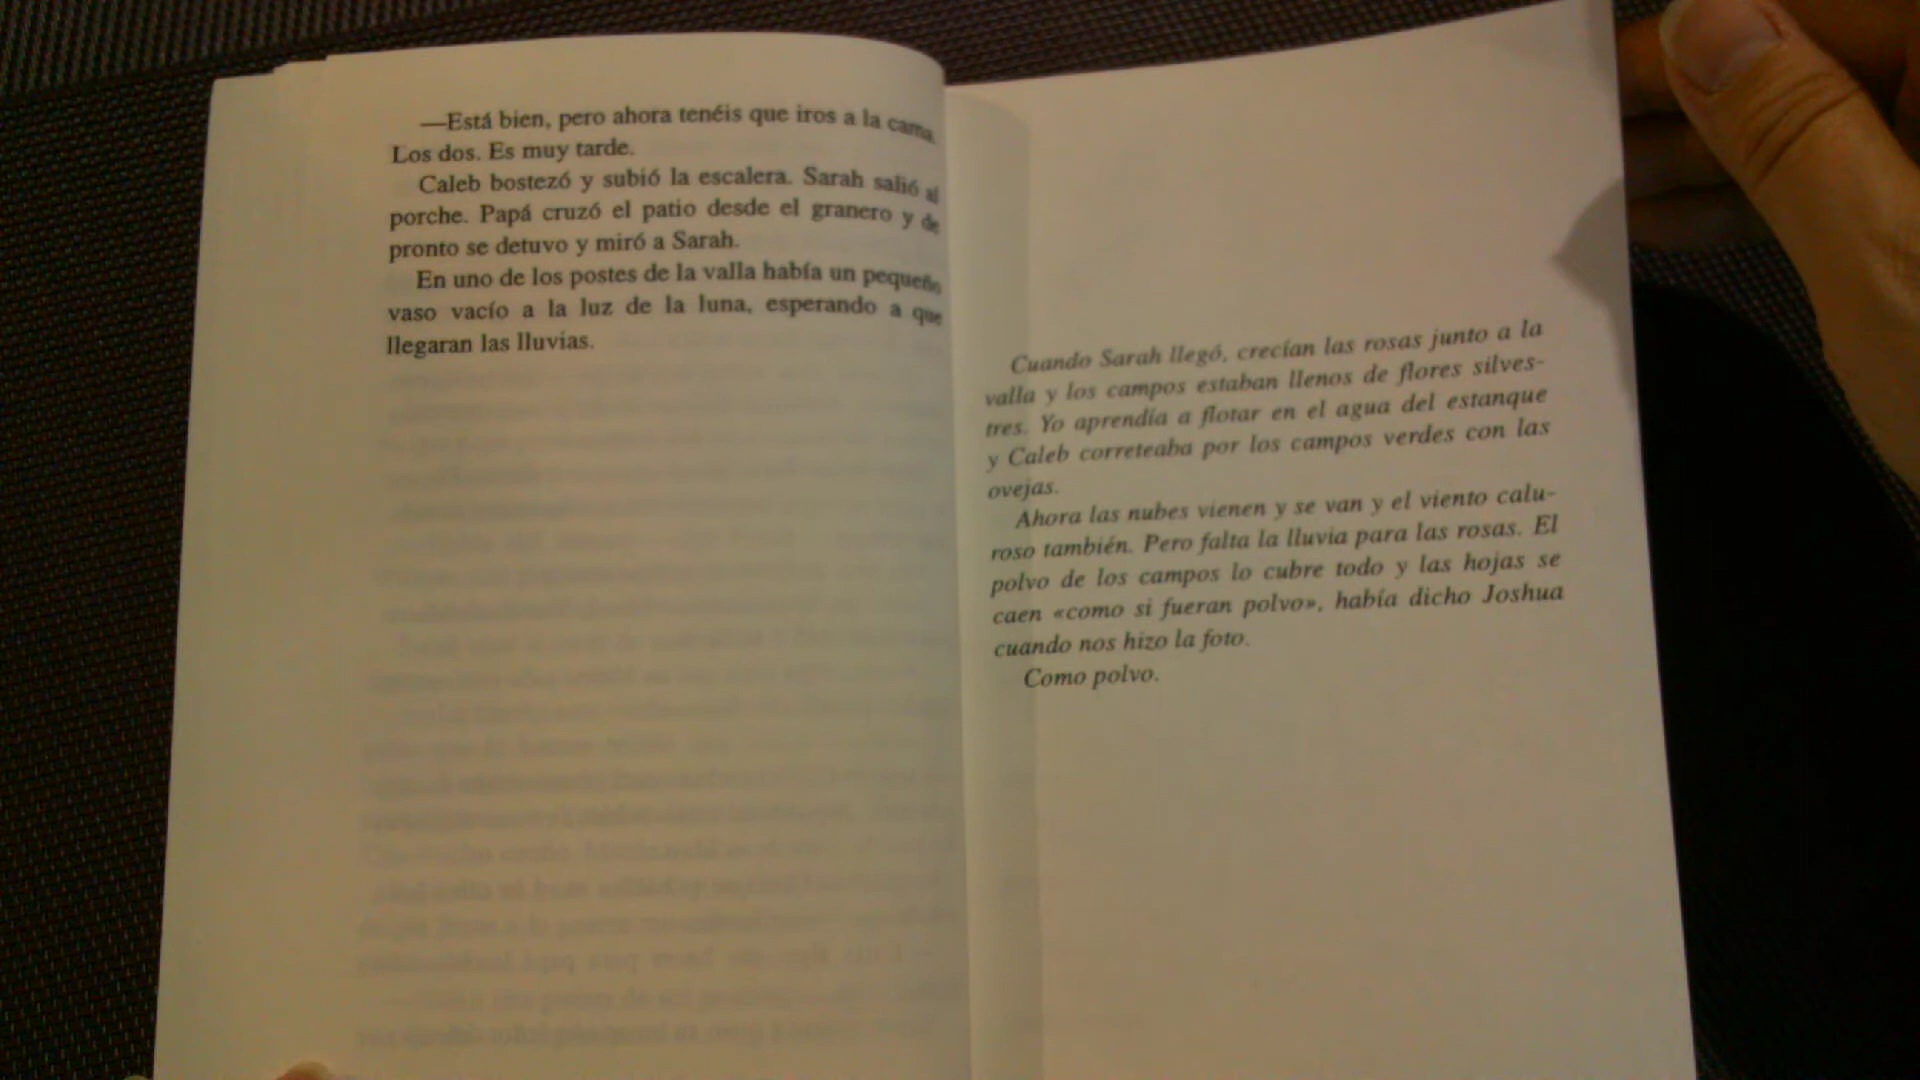 —Está bien, pero ahora tenéis que iros a la cama.
Los dos. Es muy tarde.
Caleb bostezó y subió la escalera. Sarah salió al
porche. Papá cruzó el patio desde el granero y de
pronto se detuvo y miró a Sarah.
En uno de los postes de la valla había un pequeño
vaso vacío a la luz de la luna, esperando a que
llegaran las lluvias.
Cuando Sarah llegó, crecían las rosas junto a la
valla y los campos estaban llenos de flores silves-
tres. Yo aprendía a flotar en el agua del estanque
y Caleb correteaba por los campos verdes con las
ovejas.
Ahora las nubes vienen y se van y el viento calu-
roso también. Pero falta la lluvia para las rosas. El
polvo de los campos lo cubre todo y las hojas se
caen «como si fueran polvo», había dicho Joshua
cuando nos hizo la foto.
Como polvo.